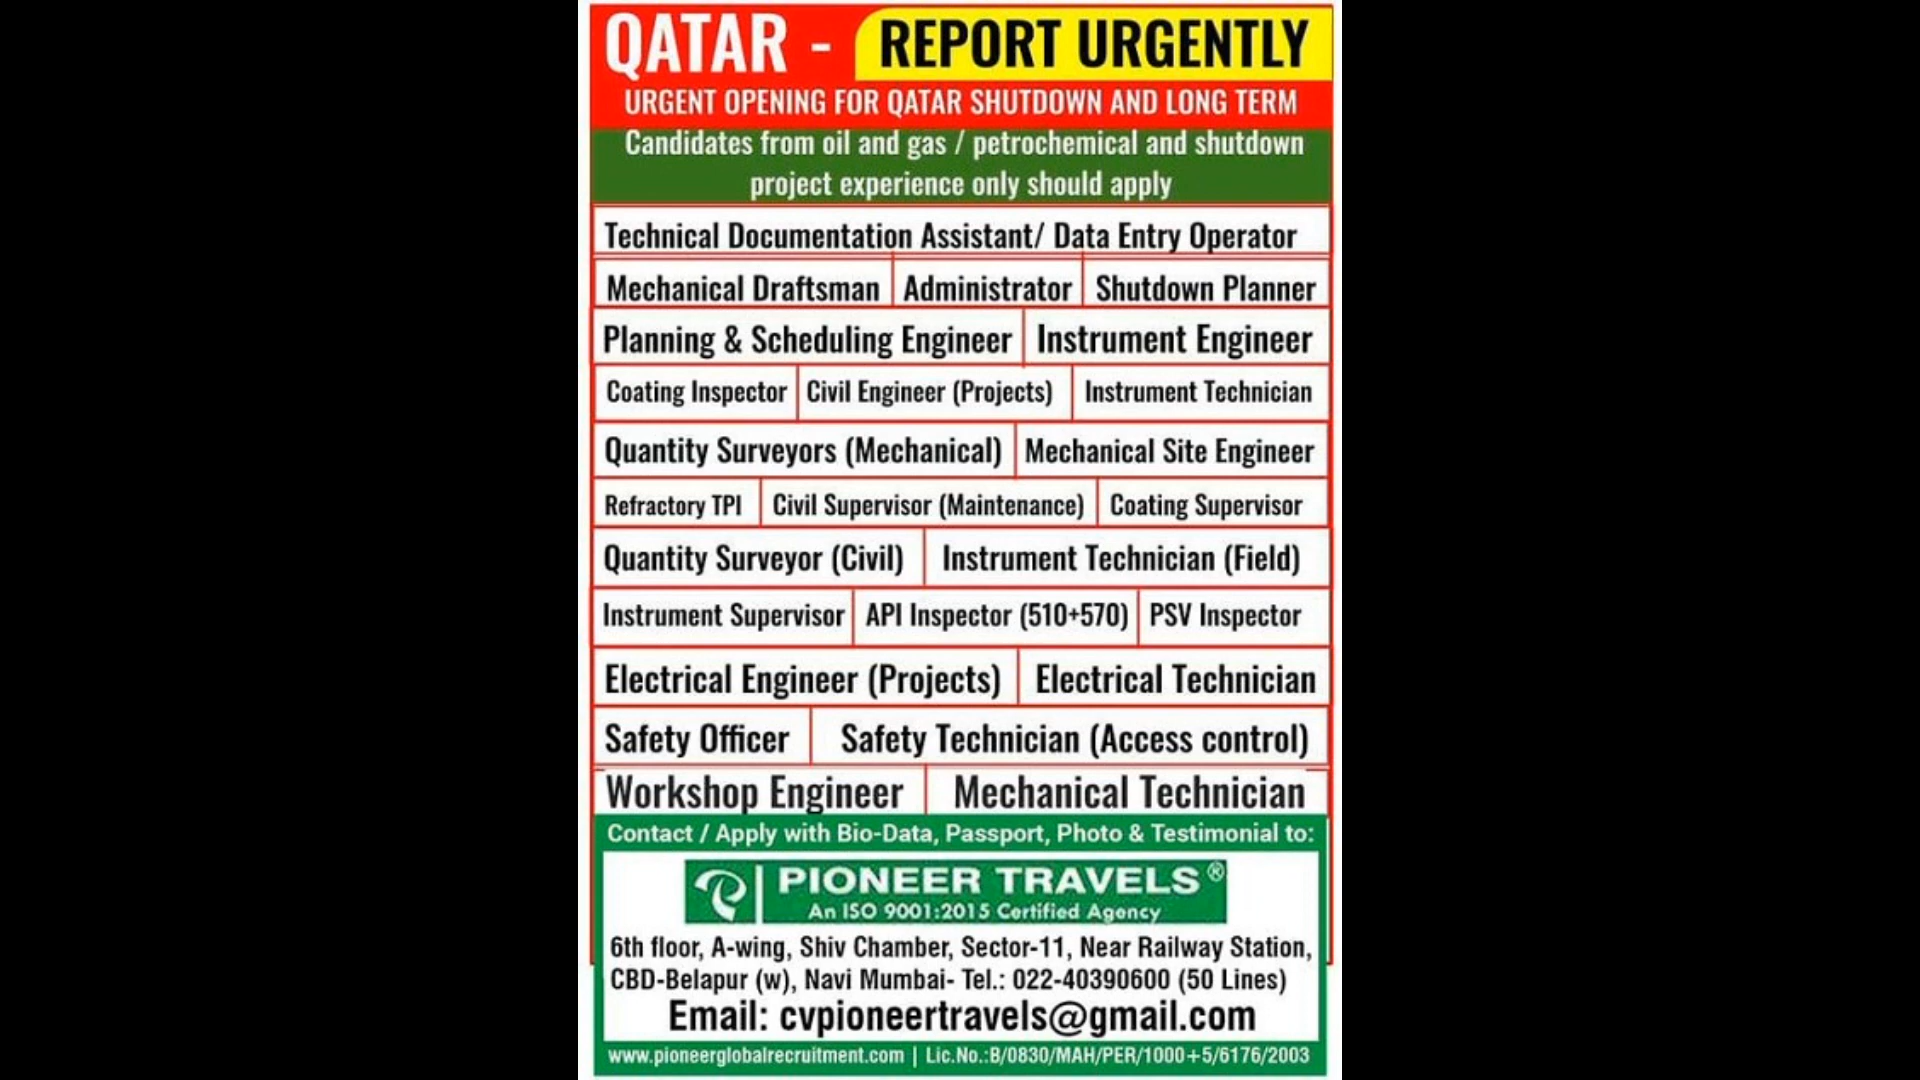 QATAR - REPORT URGENTLY
URGENT OPENING FOR QATAR SHUTDOWN AND LONG TERM
Candidates from oil and gas / petrochemical and shutdown
project experience only should apply
Technical Documentation Assistant/ Data Entry Operator
Mechanical Draftsman Administrator Shutdown Planner
Planning & Scheduling Engineer Instrument Engineer
Coating Inspector Civil Engineer (Projects) Instrument Technician
Quantity Surveyors (Mechanical) Mechanical Site Engineer
Refractory TPI Civil Supervisor (Maintenance) Coating Supervisor
Quantity Surveyor (Civil) Instrument Technician (Field)
Instrument Supervisor API Inspector (510+570) PSV Inspector
Electrical Engineer (Projects) Electrical Technician
Safety Officer Safety Technician (Access control)
Workshop Engineer Mechanical Technician
Contact / Apply with Bio-Data, Passport, Photo & Testimonial to:
PIONEER TRAVELS ®
An ISO 9001:2015 Certified Agency
6th floor, A-wing, Shiv Chamber, Sector-11, Near Railway Station,
CBD-Belapur (w), Navi Mumbai- Tel.: 022-40390600 (50 Lines)
Email: cvpioneertravels@gmail.com
www.pioneerglobalrecruitment.com | Lic.No.:B/0830/MAH/PER/1000+5/6176/2003